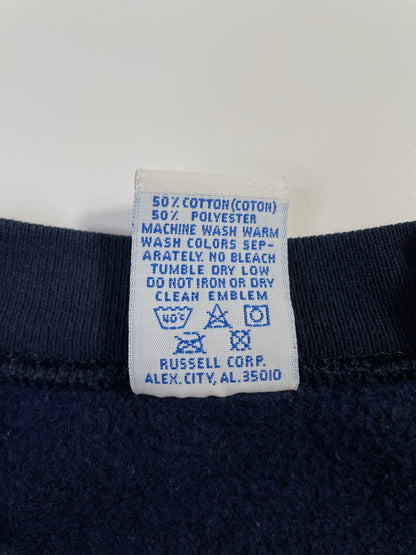 50% COTTON(COTON)
50% POLYESTER
MACHINE WASH WARM
WASH COLORS SEP-
ARATELY. NO BLEACH
TUMBLE DRY LOW
DO NOT IRON OR DRY
CLEAN EMBLEM
40°C
RUSSELL CORP.
ALEX. CITY, AL. 35010